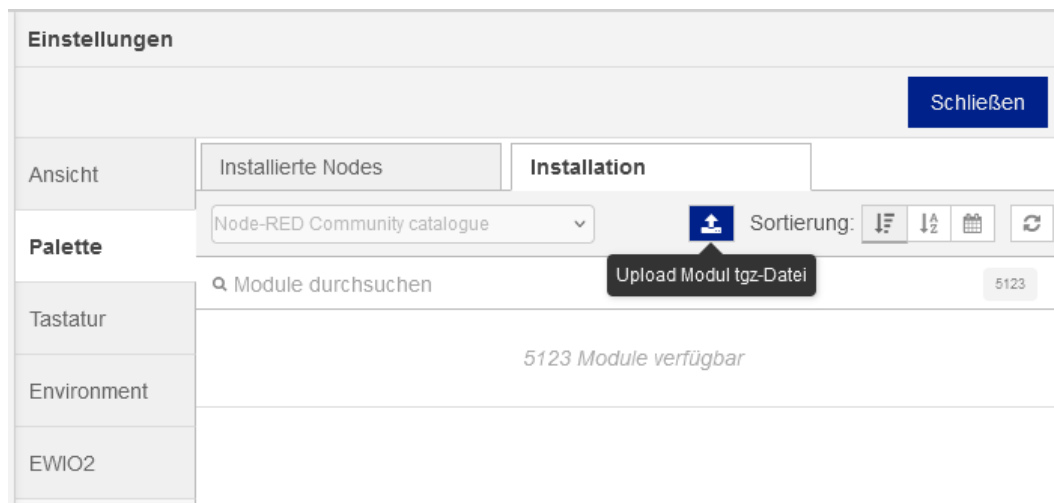 Einstellungen
Schließen
Ansicht
Installierte Nodes
Installation
Node-RED Community catalogue
Sortierung:
Palette
Upload Modul tgz-Datei
Module durchsuchen
5123
Tastatur
5123 Module verfügbar
Environment
EWIO2